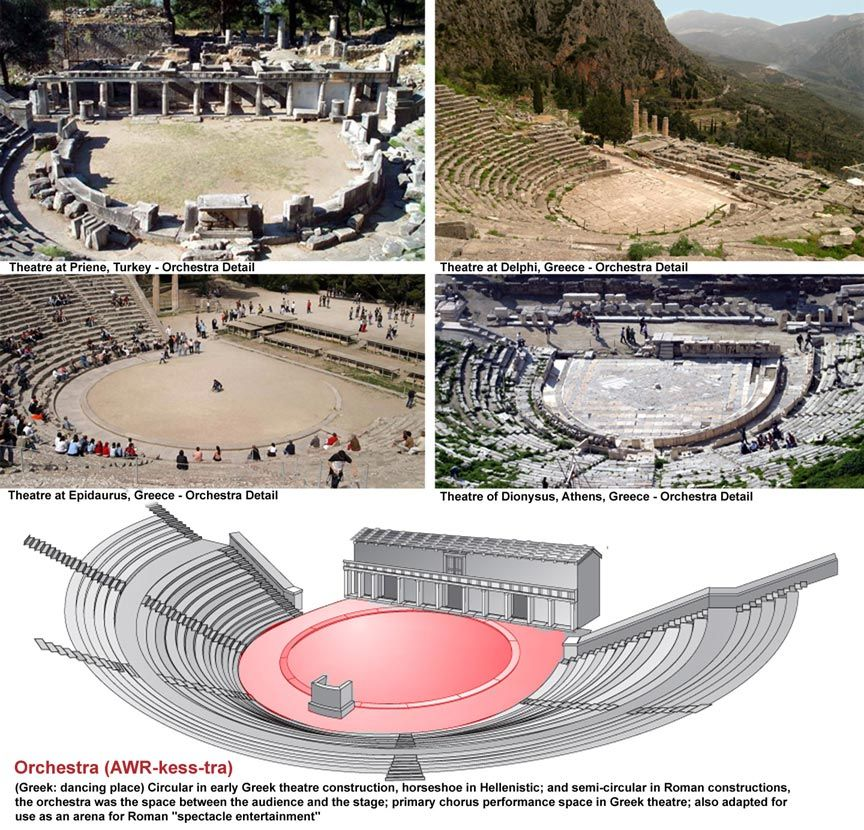 Theatre at Priene, Turkey - Orchestra Detail
Theatre at Delphi, Greece - Orchestra Detail
Theatre at Epidaurus, Greece - Orchestra Detail
Theatre of Dionysus, Athens, Greece - Orchestra Detail
Orchestra (AWR-kess-tra)
(Greek: dancing place) Circular in early Greek theatre construction, horseshoe in Hellenistic; and semi-circular in Roman constructions,
the orchestra was the space between the audience and the stage; primary chorus performance space in Greek theatre; also adapted for
use as an arena for Roman "spectacle entertainment"